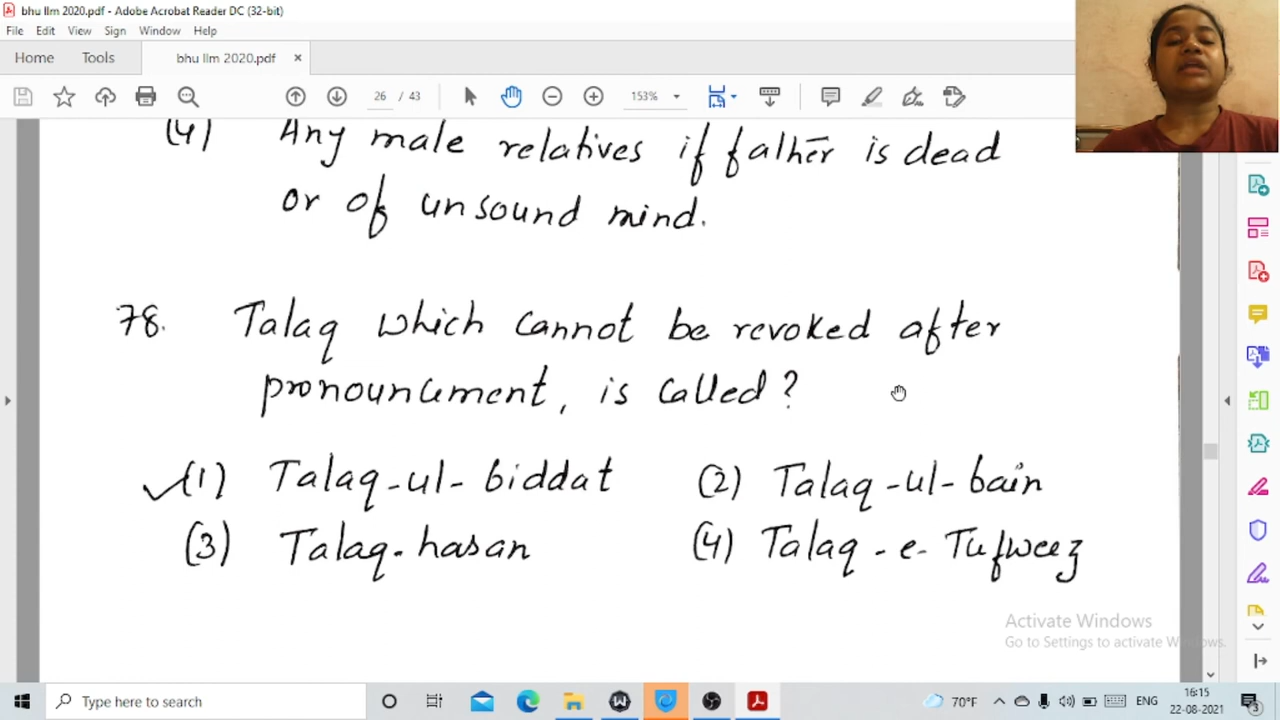 bhu llm 2020.pdf - Adobe Acrobat Reader DC (32-bit)
File Edit View Sign Window Help
Home Tools bhu llm 2020.pdf ×
26 / 43 153%
(4) Any male relatives if father is dead
or of unsound mind.
78. Talaq which cannot be revoked after
pronouncement, is called?
(1) Talaq-ul-biddat (2) Talaq-ul-bain
(3) Talaq-hasan (4) Talaq-e-Tufweez
Activate Windows
Go to Settings to activate Windows.
Type here to search 70°F ENG 16:15
22-08-2021 3